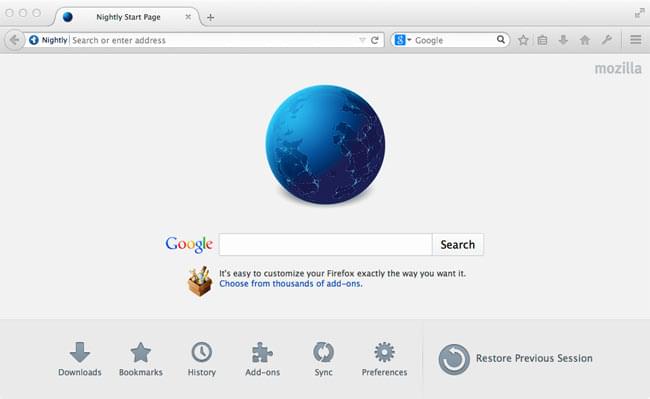 Nightly Start Page
Nightly Search or enter address
Google
mozilla
Google Search
It's easy to customize your Firefox exactly the way you want it.
Choose from thousands of add-ons.
Downloads Bookmarks History Add-ons Sync Preferences Restore Previous Session